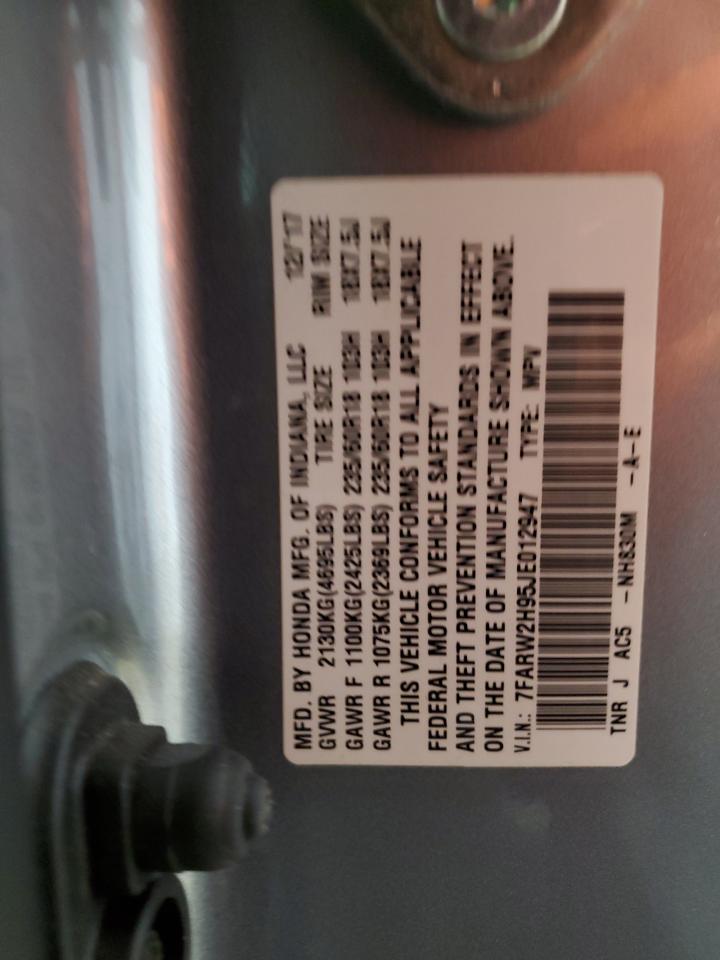 MFD. BY HONDA MFG. OF INDIANA, LLC 12/17
GVWR 2130KG(4695LBS) TIRE SIZE RIM SIZE
GAWR F 1100KG(2425LBS) 235/60R18 103H 18X7.5J
GAWR R 1075KG(2369LBS) 235/60R18 103H 18X7.5J
THIS VEHICLE CONFORMS TO ALL APPLICABLE
FEDERAL MOTOR VEHICLE SAFETY
AND THEFT PREVENTION STANDARDS IN EFFECT
ON THE DATE OF MANUFACTURE SHOWN ABOVE.
V.I.N.: 7FARW2H95JE012947 TYPE: MPV
TNR J AC5 -NH830M -A-E